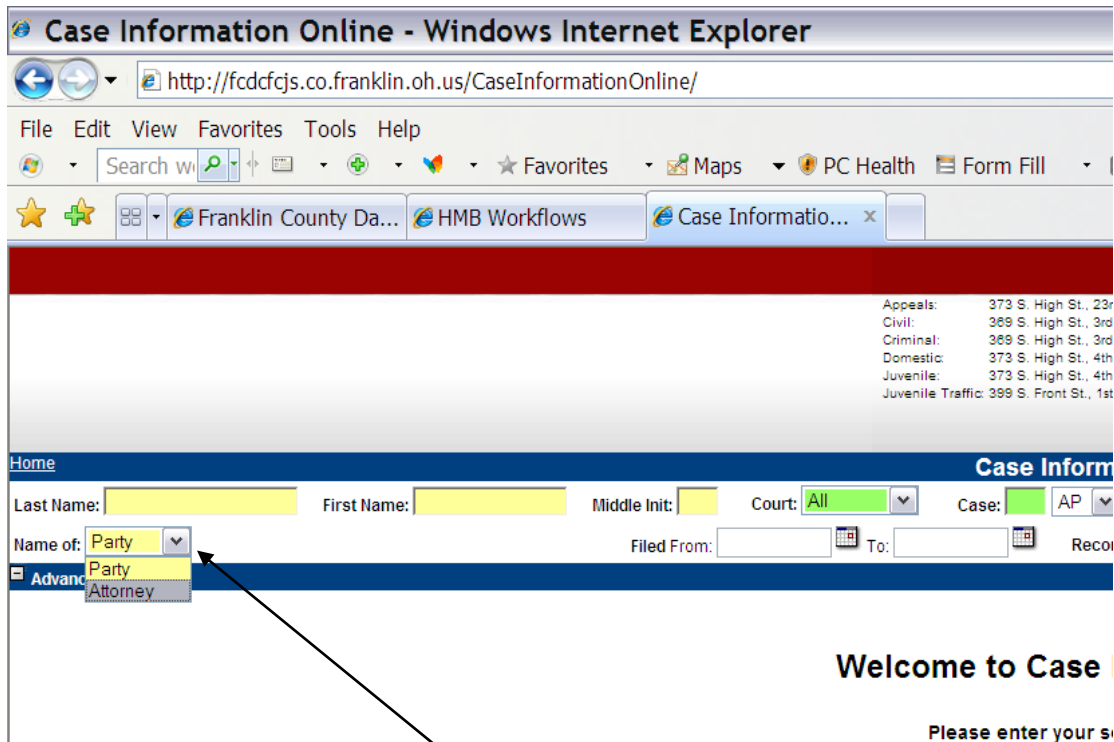 Case Information Online - Windows Internet Explorer
http://fcdcfcjs.co.franklin.oh.us/CaseInformationOnline/
File Edit View Favorites Tools Help
Search w Favorites Maps PC Health Form Fill
Franklin County Da... HMB Workflows Case Informatio... x
Appeals: 373 S. High St., 23r
Civil: 369 S. High St., 3rd
Criminal: 369 S. High St., 3rd
Domestic: 373 S. High St., 4th
Juvenile: 373 S. High St., 4th
Juvenile Traffic: 399 S. Front St., 1st
Home Case Inform
Last Name: First Name: Middle Init: Court: All Case: AP
Name of: Party Filed From: To: Recor
Party
Advanc
Attorney
Welcome to Case
Please enter your s